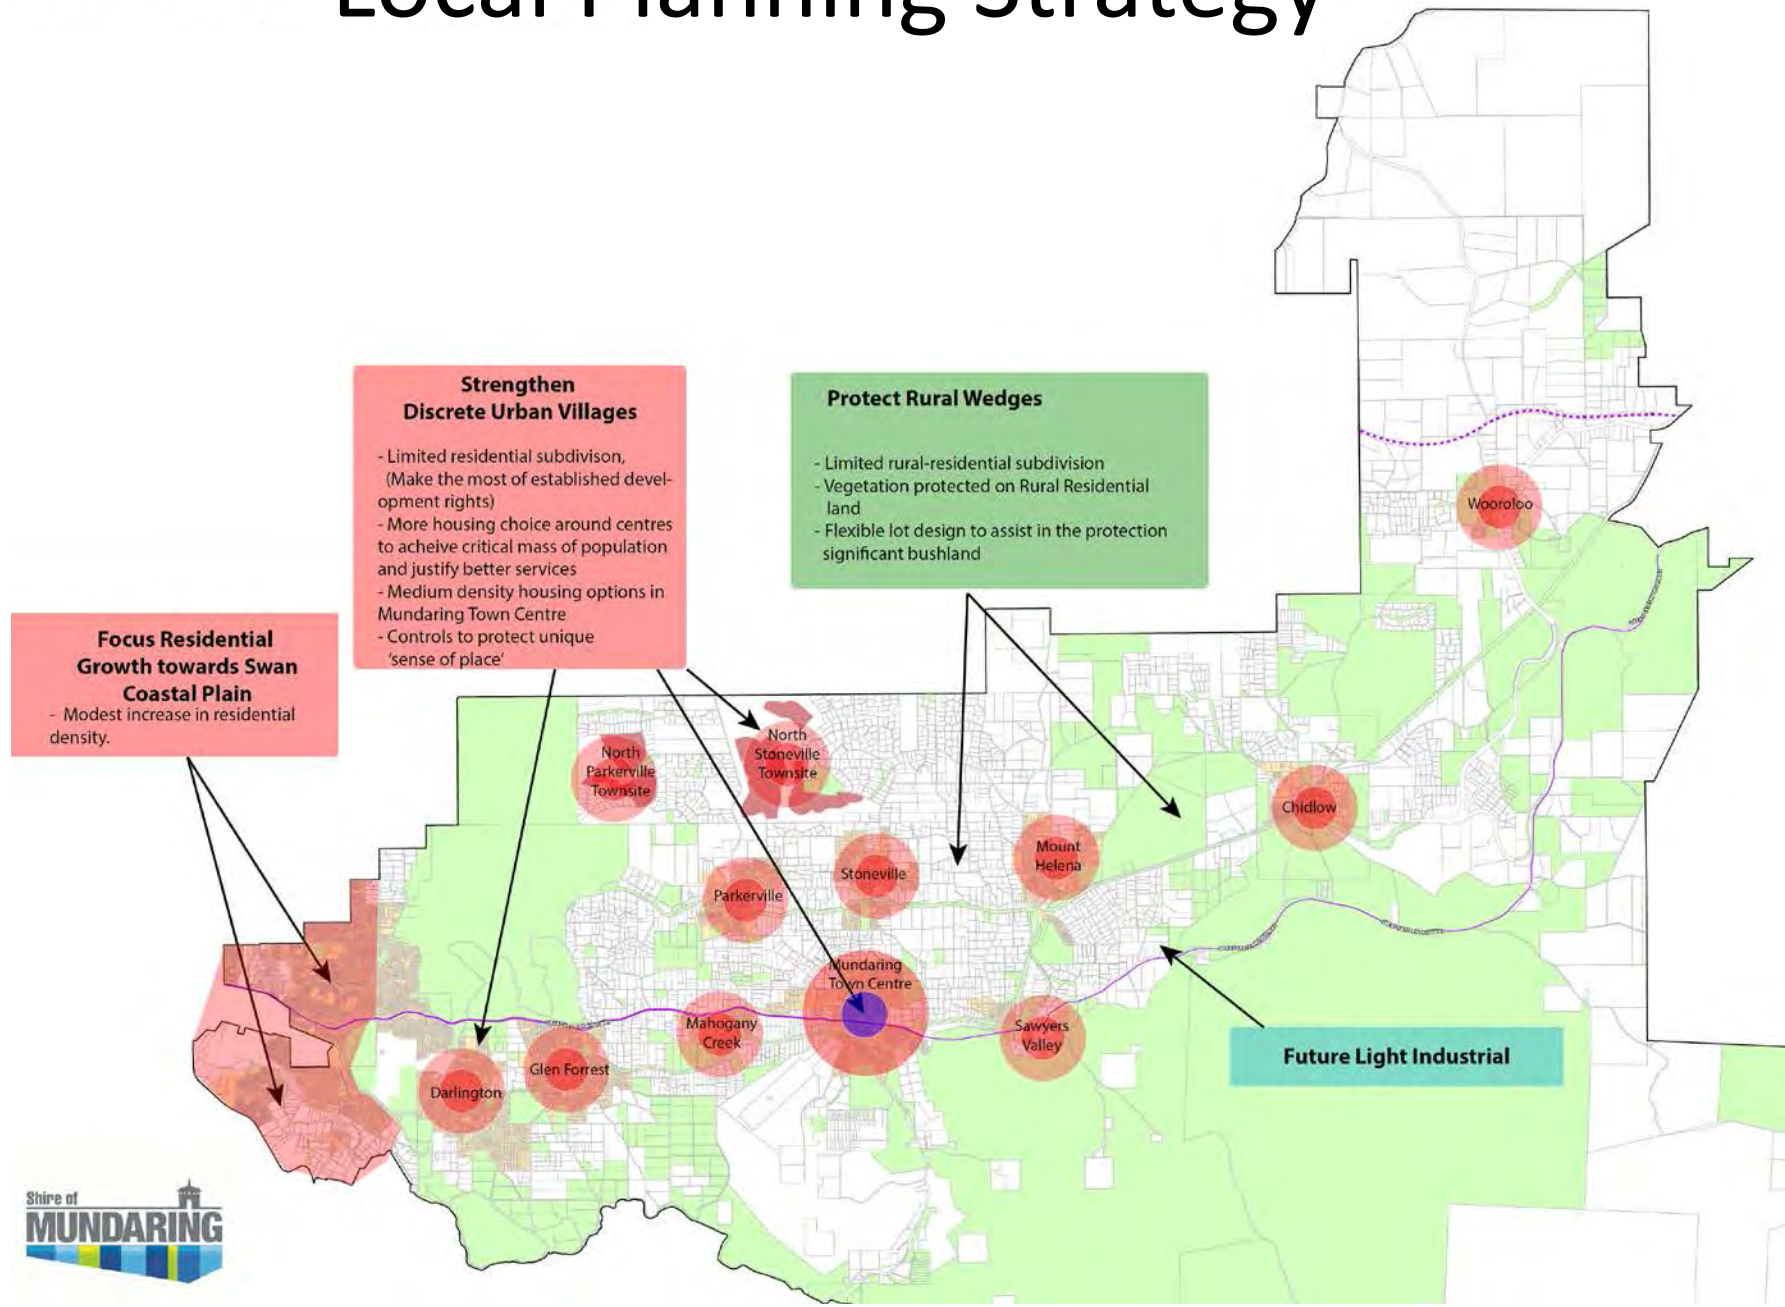 Local Planning Strategy
Strengthen
Discrete Urban Villages
- Limited residential subdivison,
(Make the most of established devel-
opment rights)
- More housing choice around centres
to acheive critical mass of population
and justify better services
- Medium density housing options in
Mundaring Town Centre
- Controls to protect unique
'sense of place'
Protect Rural Wedges
- Limited rural-residential subdivision
- Vegetation protected on Rural Residential
land
- Flexible lot design to assist in the protection
significant bushland
Focus Residential
Growth towards Swan
Coastal Plain
- Modest increase in residential
density.
Wooroloo
North
Parkerville
Townsite
North
Stoneville
Townsite
Chidlow
Mount
Helena
Stoneville
Parkerville
Mundaring
Town Centre
Mahogany
Creek
Sawyers
Valley
Glen Forrest
Darlington
Future Light Industrial
Shire of
MUNDARING